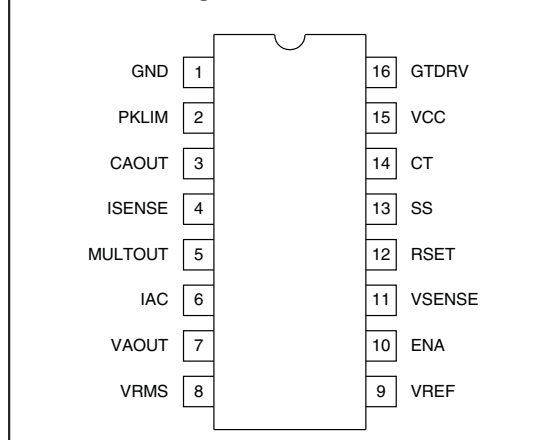 GND 1 16 GTDRV
PKLIM 2 15 VCC
CAOUT 3 14 CT
ISENSE 4 13 SS
MULTOUT 5 12 RSET
IAC 6 11 VSENSE
VAOUT 7 10 ENA
VRMS 8 9 VREF